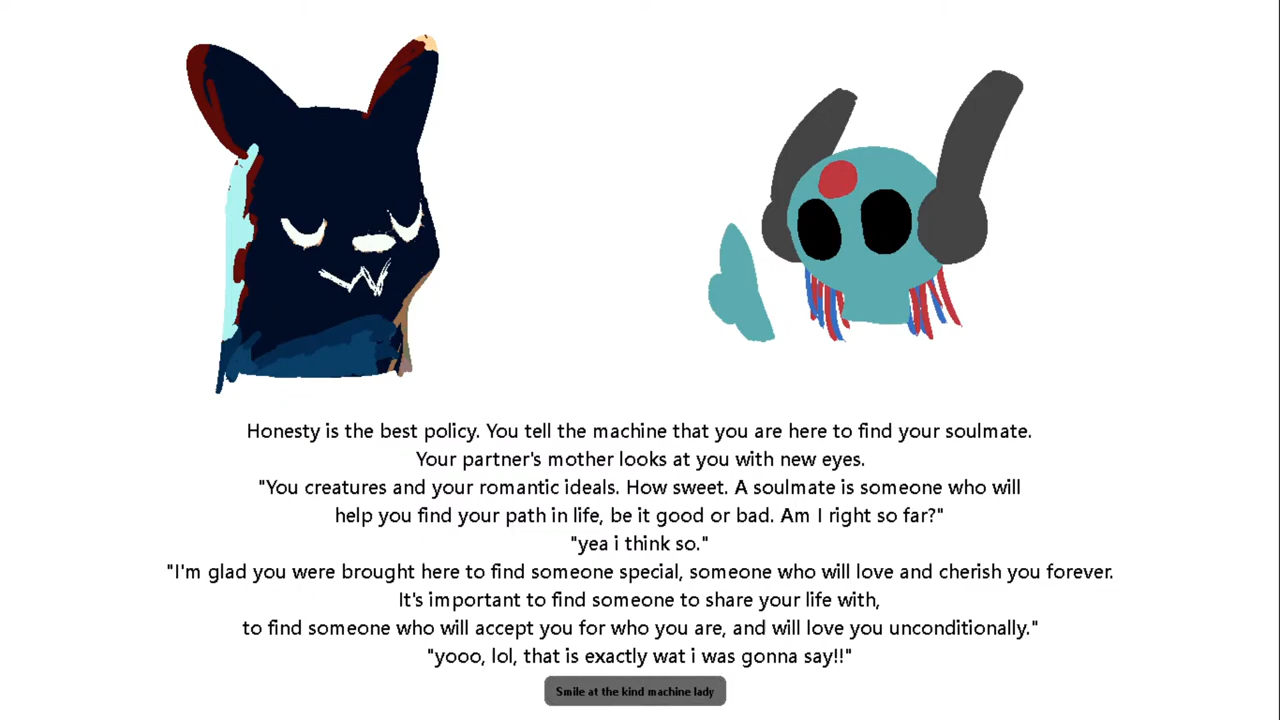 Honesty is the best policy. You tell the machine that you are here to find your soulmate.
Your partner's mother looks at you with new eyes.
"You creatures and your romantic ideals. How sweet. A soulmate is someone who will
help you find your path in life, be it good or bad. Am I right so far?"
"yea i think so."
"I'm glad you were brought here to find someone special, someone who will love and cherish you forever.
It's important to find someone to share your life with,
to find someone who will accept you for who you are, and will love you unconditionally."
"yooo, lol, that is exactly wat i was gonna say!!"
Smile at the kind machine lady